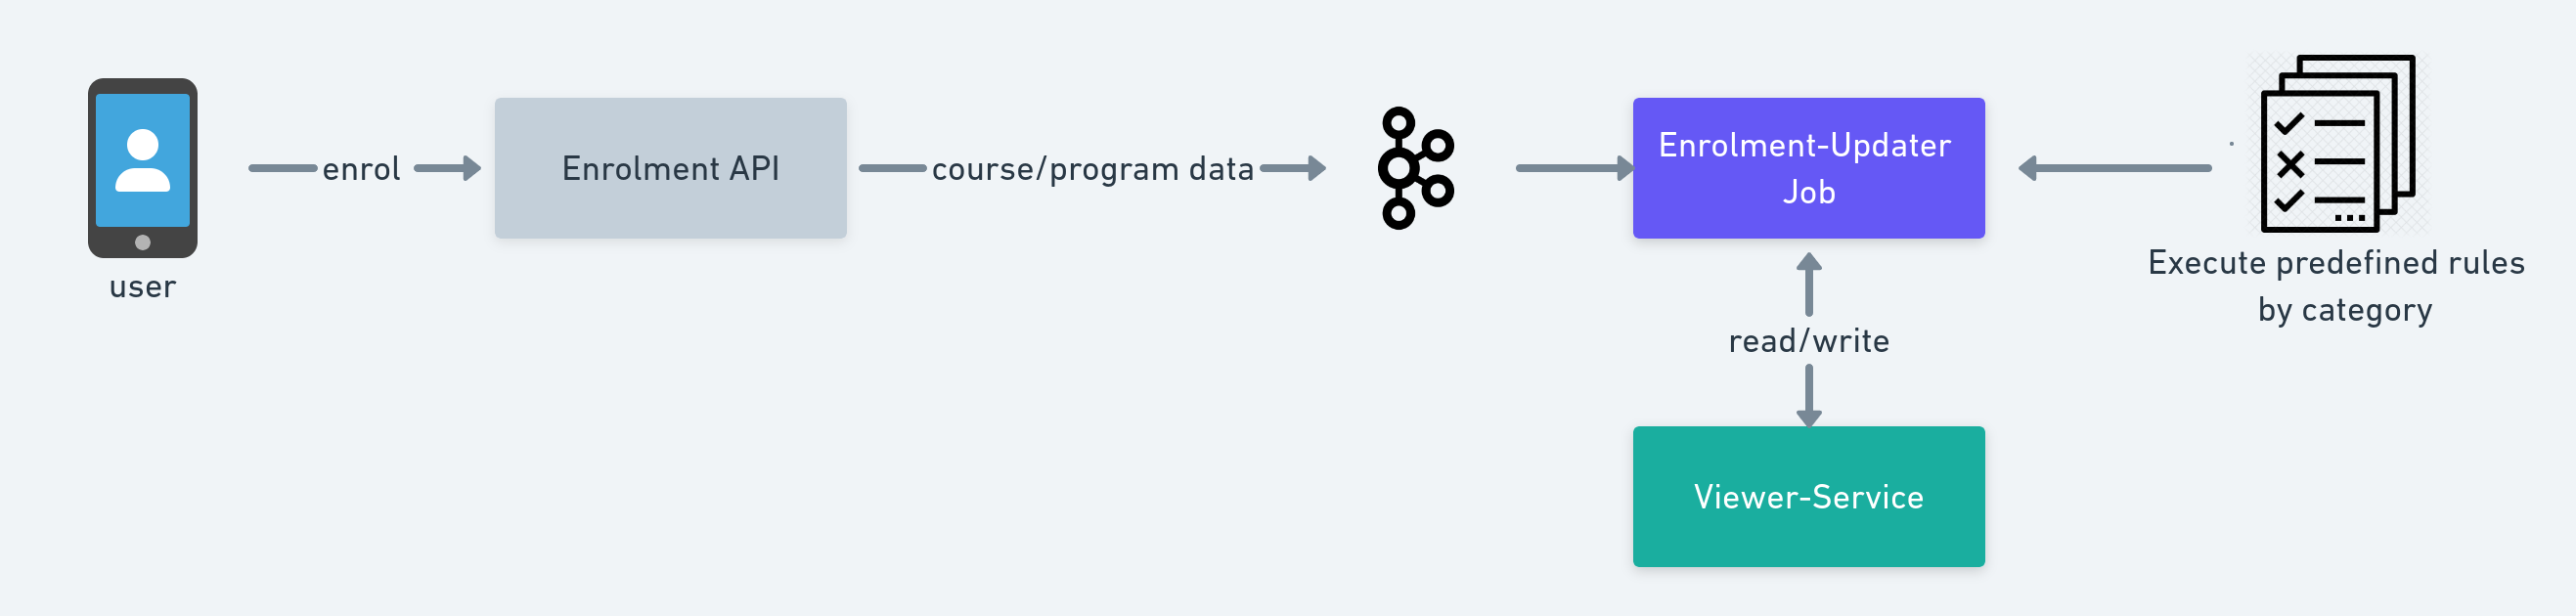 user
enrol
Enrolment API
course/program data
Enrolment-Updater
Job
read/write
Viewer-Service
Execute predefined rules
by category